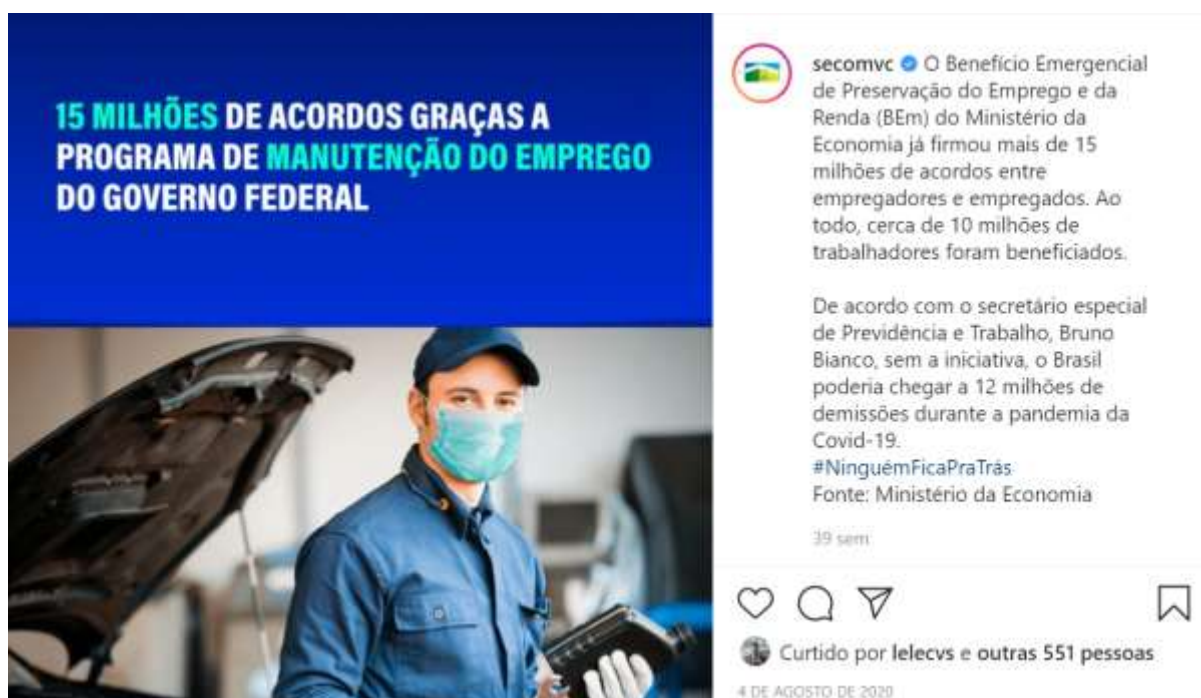 15 MILHÕES DE ACORDOS GRAÇAS A
PROGRAMA DE MANUTENÇÃO DO EMPREGO
DO GOVERNO FEDERAL
secomvc O Benefício Emergencial
de Preservação do Emprego e da
Renda (BEm) do Ministério da
Economia já firmou mais de 15
milhões de acordos entre
empregadores e empregados. Ao
todo, cerca de 10 milhões de
trabalhadores foram beneficiados.
De acordo com o secretário especial
de Previdência e Trabalho, Bruno
Bianco, sem a iniciativa, o Brasil
poderia chegar a 12 milhões de
demissões durante a pandemia da
Covid-19.
#NinguémFicaPraTrás
Fonte: Ministério da Economia
39 sem
Curtido por lelecvs e outras 551 pessoas
4 DE AGOSTO DE 2020